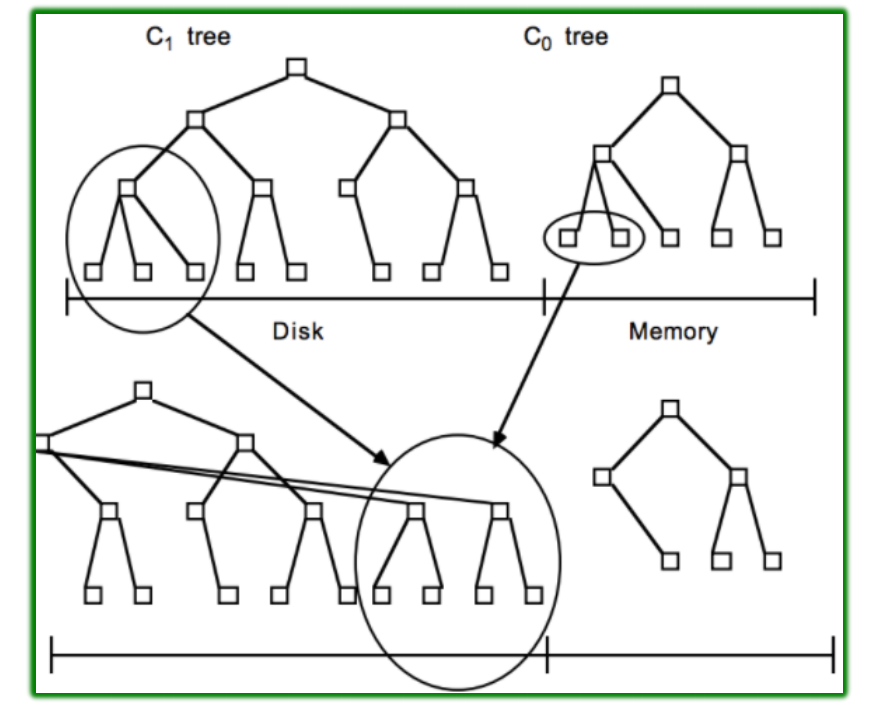 C₁ tree
C₀ tree
Disk
Memory